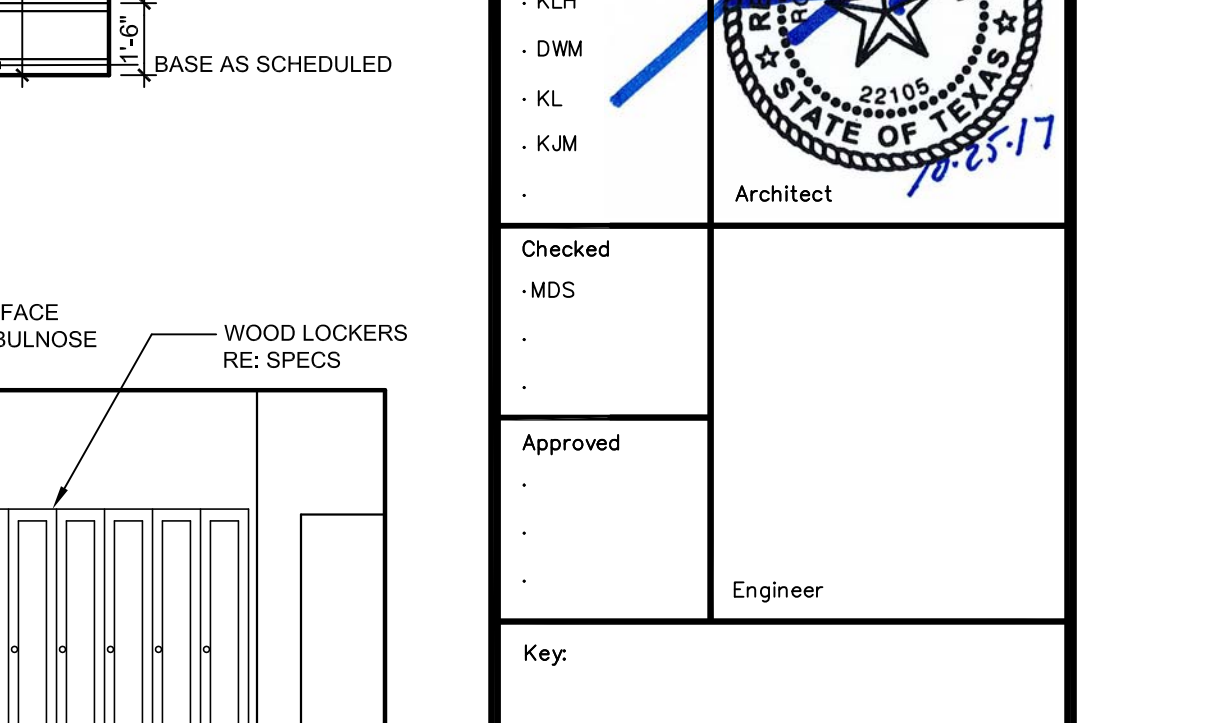 1'-6"
BASE AS SCHEDULED
FACE
BULNOSE
WOOD LOCKERS
RE: SPECS
· KLH
· DWM
· KL
· KJM
·
22105
STATE OF TEXAS
10·25·17
Architect
Checked
·MDS
·
·
Approved
·
·
·
Engineer
Key: